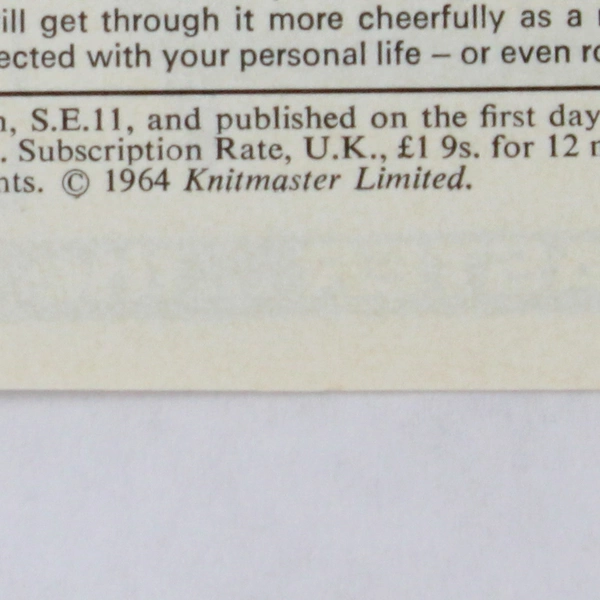 ill get through it more cheerfully as a
ected with your personal life – or even
n, S.E.11, and published on the first day
. Subscription Rate, U.K., £1 9s. for 12
nts. © 1964 Knitmaster Limited.